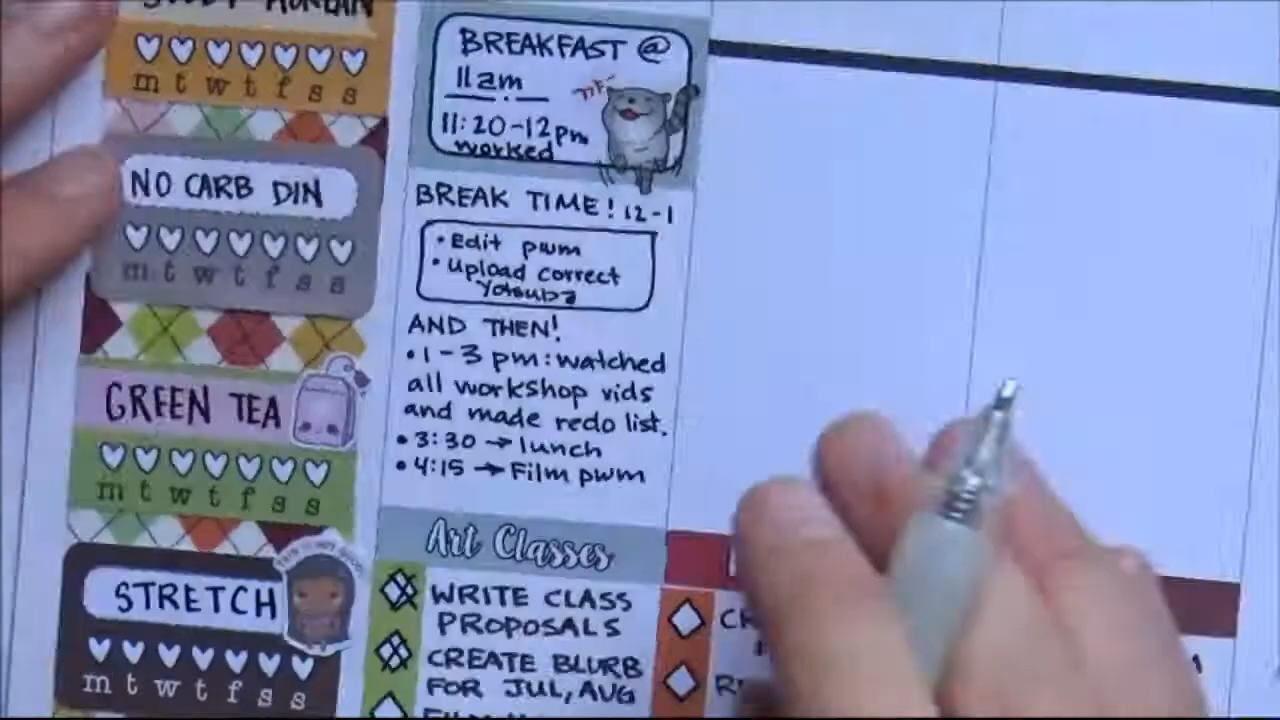 m t w t f s s
NO CARB DIN
m t w t f s s
GREEN TEA
m t w t f s s
STRETCH
m t w t f s s
BREAKFAST @
11am
11:20-12pm
worked
BREAK TIME! 12-1
• Edit pwm
• Upload correct
Yotsuba
AND THEN!
• 1-3 pm: watched
all workshop vids
and made redo list.
• 3:30 → lunch
• 4:15 → Film pwm
Art Classes
WRITE CLASS
PROPOSALS
CREATE BLURB
FOR JUL, AUG